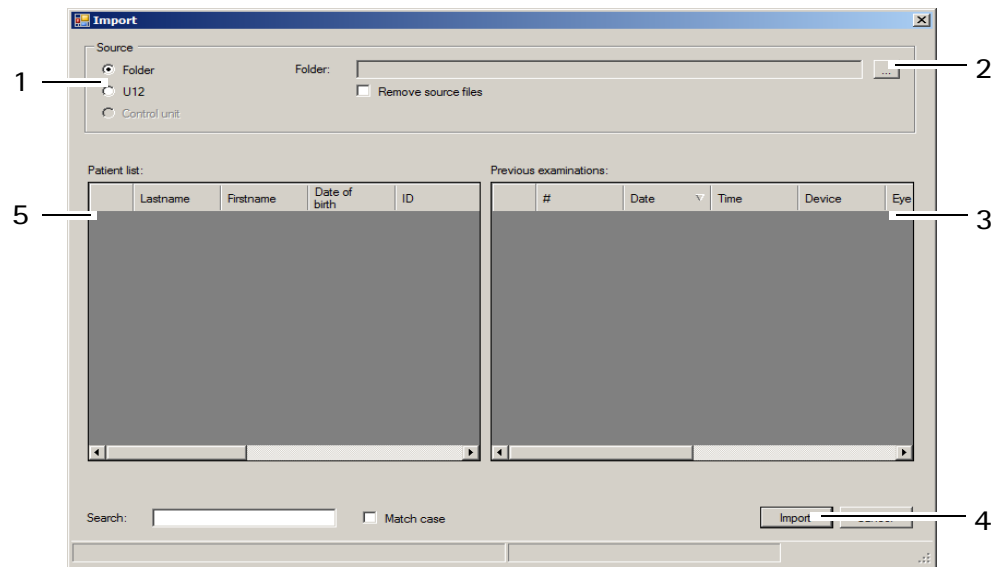 Import
Source
1
Folder
Folder:
...
2
U12
Remove source files
Control unit
Patient list:
Previous examinations:
Lastname
Firstname
Date of
birth
ID
#
Date
Time
Device
Eye
5
3
Search:
Match case
Import
4